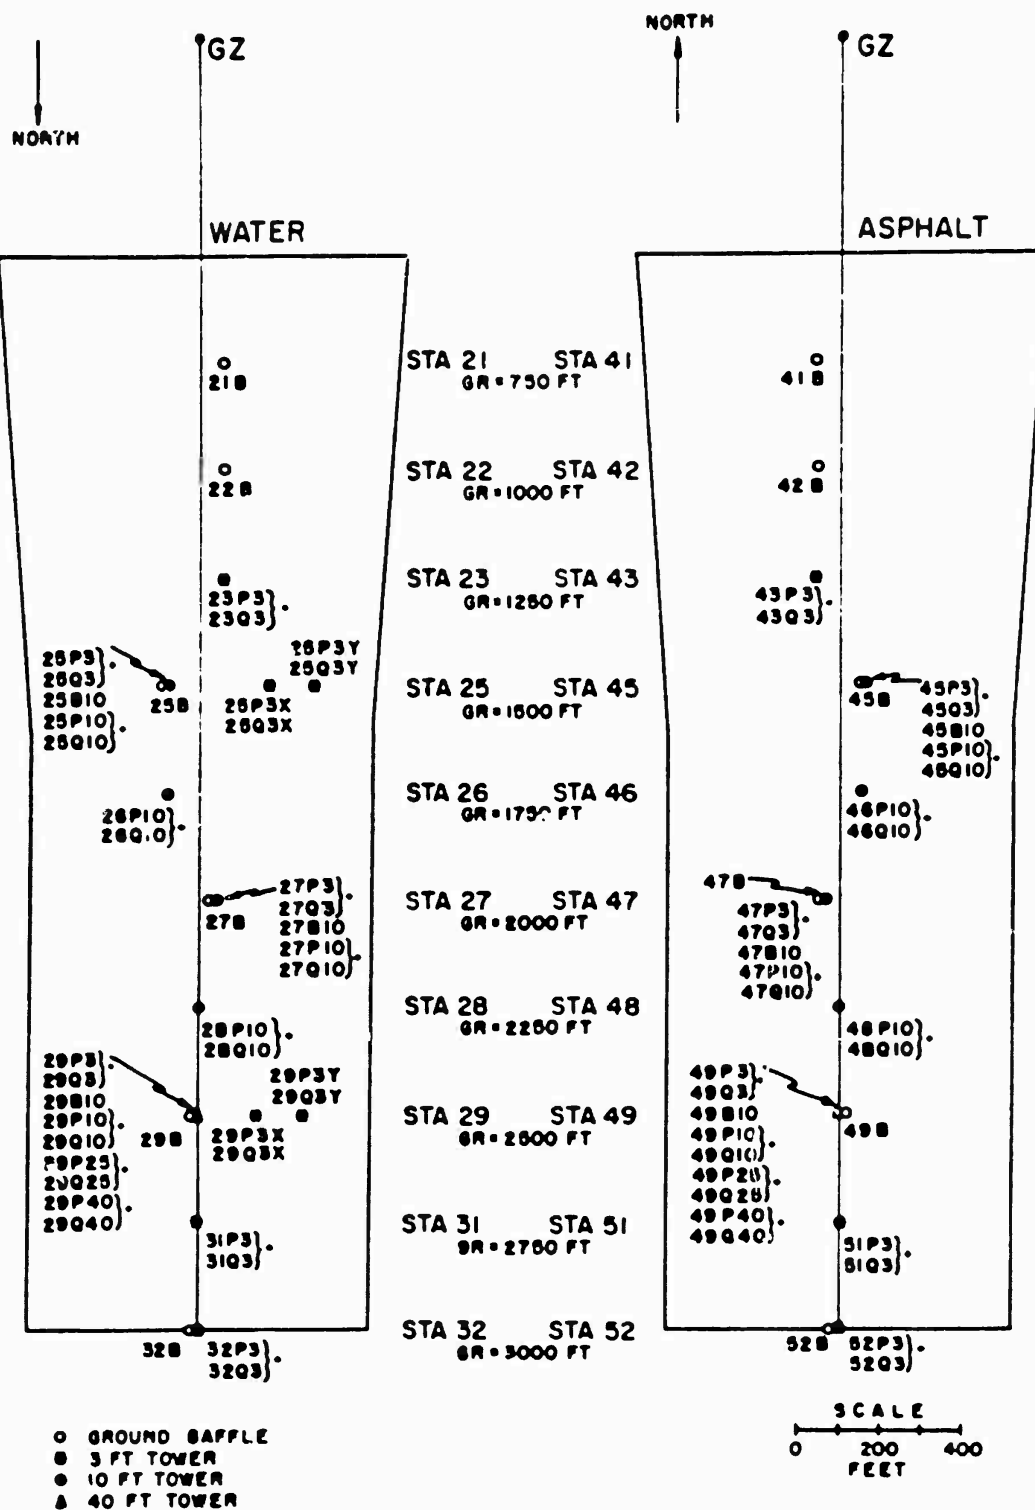 NORTH
GZ
WATER
21B
22B
23P3
23Q3
25P3Y
25Q3Y
25P3
25Q3
25B10
25P10
25Q10
25B
25P3X
25Q3X
26P10
26Q10
27P3
27Q3
27B10
27P10
27Q10
27B
28P10
28Q10
29P3
29Q3
29B10
29P10
29Q10
29P25
29Q25
29P40
29Q40
29B
29P3Y
29Q3Y
29P3X
29Q3X
31P3
31Q3
32B 32P3
32Q3
STA 21 STA 41
GR = 750 FT
STA 22 STA 42
GR = 1000 FT
STA 23 STA 43
GR = 1250 FT
STA 25 STA 45
GR = 1500 FT
STA 26 STA 46
GR = 1750 FT
STA 27 STA 47
GR = 2000 FT
STA 28 STA 48
GR = 2250 FT
STA 29 STA 49
GR = 2500 FT
STA 31 STA 51
GR = 2750 FT
STA 32 STA 52
GR = 3000 FT
NORTH
GZ
ASPHALT
41B
42B
43P3
43Q3
45B
45P3
45Q3
45B10
45P10
45Q10
46P10
46Q10
47B
47P3
47Q3
47B10
47P10
47Q10
48P10
48Q10
49P3
49Q3
49B10
49P10
49Q10
49P25
49Q25
49P40
49Q40
49B
51P3
51Q3
52B 52P3
52Q3
GROUND BAFFLE
3 FT TOWER
10 FT TOWER
40 FT TOWER
SCALE
0 200 400
FEET